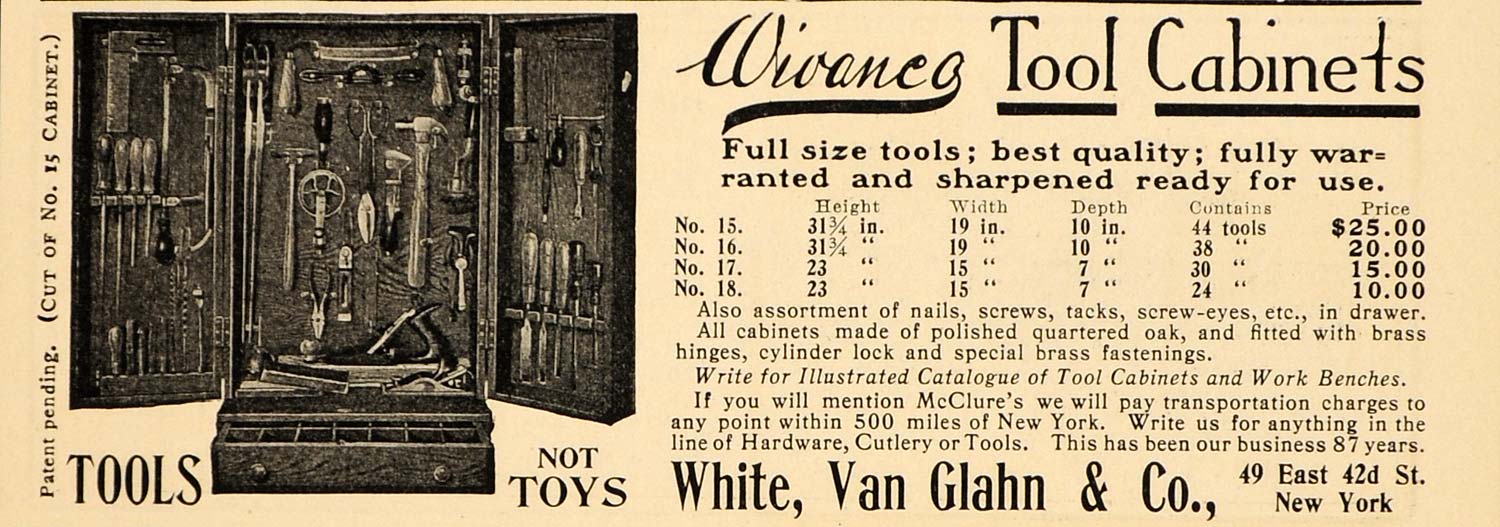 Patent pending. (CUT OF NO. 15 CABINET.)
TOOLS
NOT
TOYS
Wivanco Tool Cabinets
Full size tools; best quality; fully war=
ranted and sharpened ready for use.
Height Width Depth Contains Price
No. 15. 31¾ in. 19 in. 10 in. 44 tools $25.00
No. 16. 31¾ “ 19 “ 10 “ 38 “ 20.00
No. 17. 23 “ 15 “ 7 “ 30 “ 15.00
No. 18. 23 “ 15 “ 7 “ 24 “ 10.00
Also assortment of nails, screws, tacks, screw-eyes, etc., in drawer.
All cabinets made of polished quartered oak, and fitted with brass
hinges, cylinder lock and special brass fastenings.
Write for Illustrated Catalogue of Tool Cabinets and Work Benches.
If you will mention McClure's we will pay transportation charges to
any point within 500 miles of New York. Write us for anything in the
line of Hardware, Cutlery or Tools. This has been our business 87 years.
White, Van Glahn & Co., 49 East 42d St.
New York